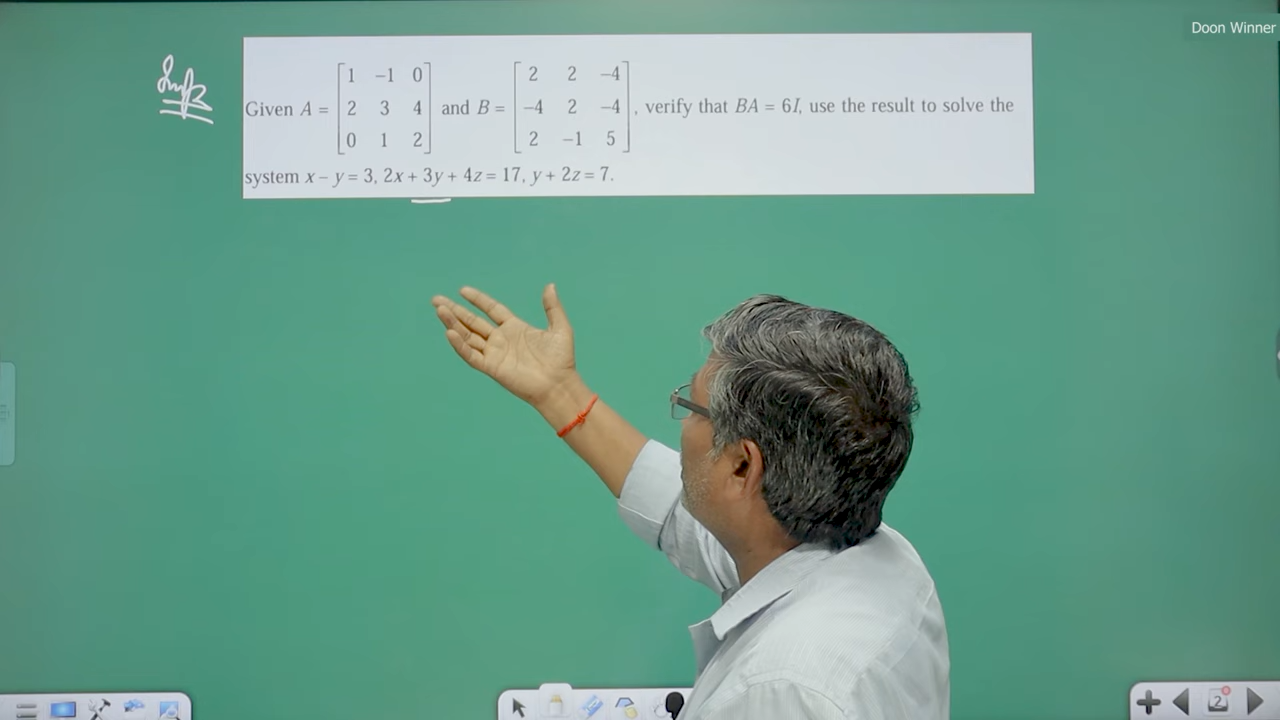 Doon Winner
Given A = [1 −1 0; 2 3 4; 0 1 2] and B = [2 2 −4; −4 2 −4; 2 −1 5], verify that BA = 6I, use the result to solve the
system x − y = 3, 2x + 3y + 4z = 17, y + 2z = 7.
2